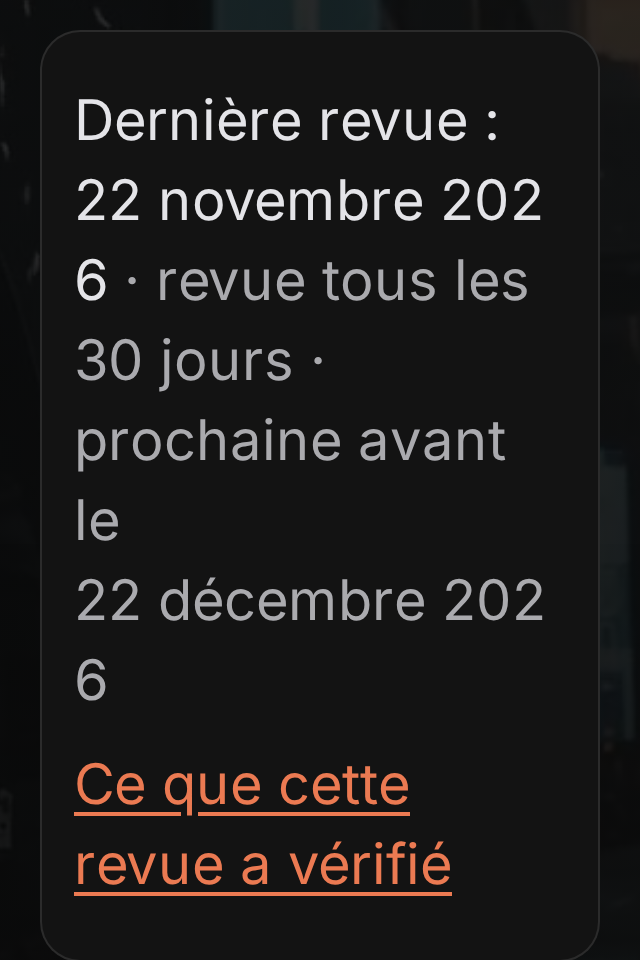 Dernière revue :
22 novembre 202
6 · revue tous les
30 jours ·
prochaine avant
le
22 décembre 202
6
Ce que cette
revue a vérifié